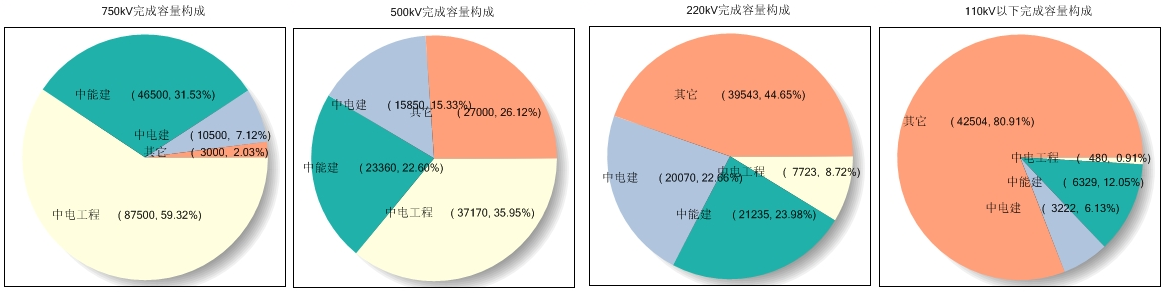 750kV完成容量构成
中能建 ( 46500, 31.53%)
中电建 ( 10500, 7.12%)
其它 ( 3000, 2.03%)
中电工程 ( 87500, 59.32%)
500kV完成容量构成
中电建 ( 15850, 15.33%)
其它 ( 27000, 26.12%)
中能建 ( 23360, 22.60%)
中电工程 ( 37170, 35.95%)
220kV完成容量构成
其它 ( 39543, 44.65%)
中电工程 ( 7723, 8.72%)
中电建 ( 20070, 22.66%)
中能建 ( 21235, 23.98%)
110kV以下完成容量构成
其它 ( 42504, 80.91%)
中电工程 ( 480, 0.91%)
中能建 ( 6329, 12.05%)
中电建 ( 3222, 6.13%)